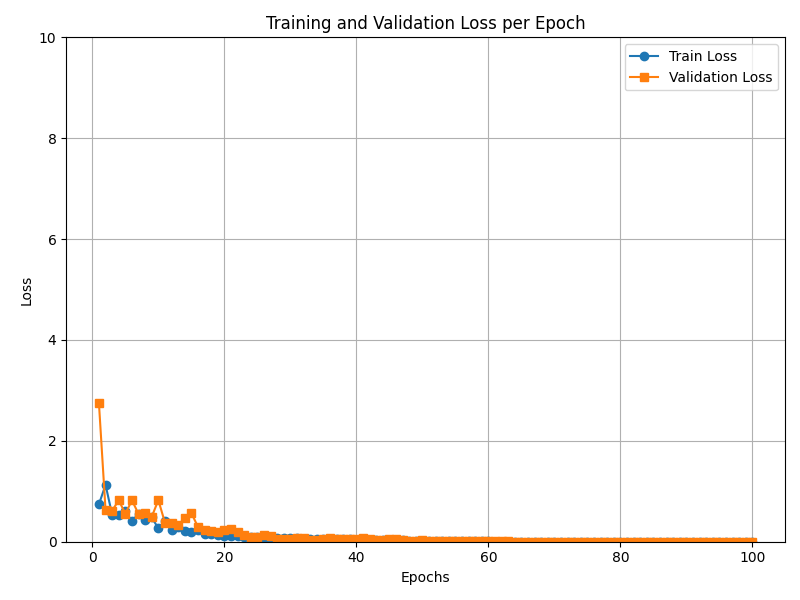 Training and Validation Loss per Epoch
Train Loss
Validation Loss
10
8
6
4
2
0
Loss
0 20 40 60 80 100
Epochs